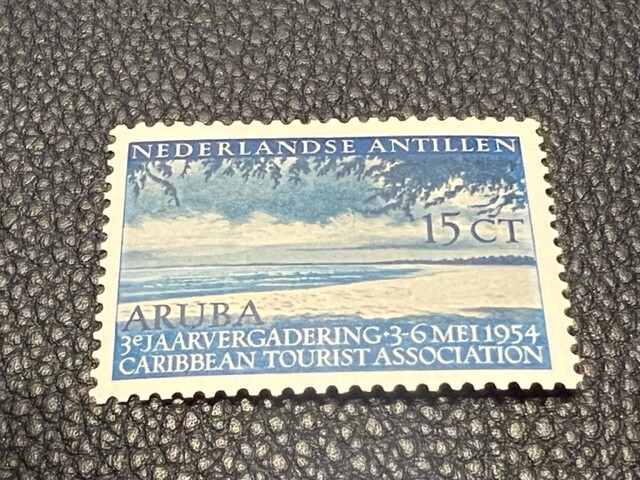 NEDERLANDSE ANTILLEN
15 CT
ARUBA
3e JAARVERGADERING·3-6 MEI 1954
CARIBBEAN TOURIST ASSOCIATION